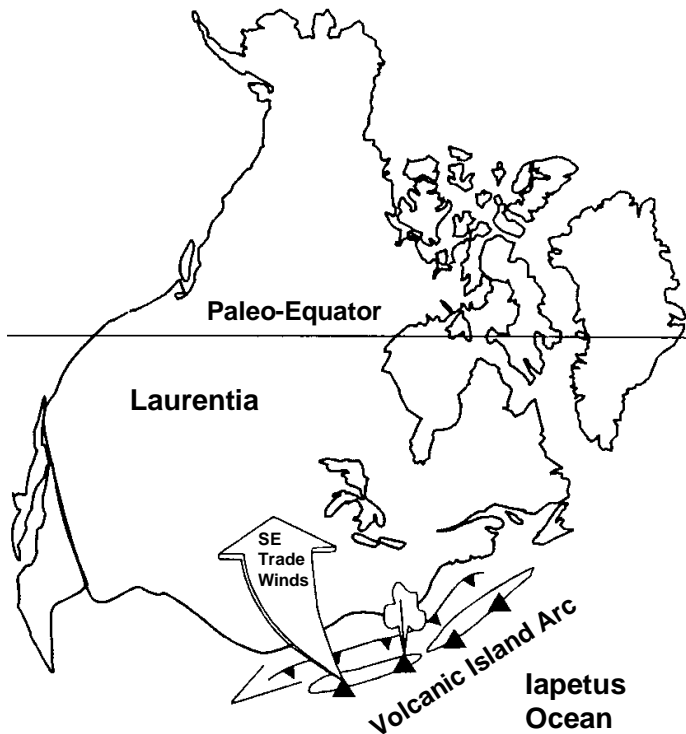 Paleo-Equator
Laurentia
SE
Trade
Winds
Volcanic Island Arc
Iapetus
Ocean